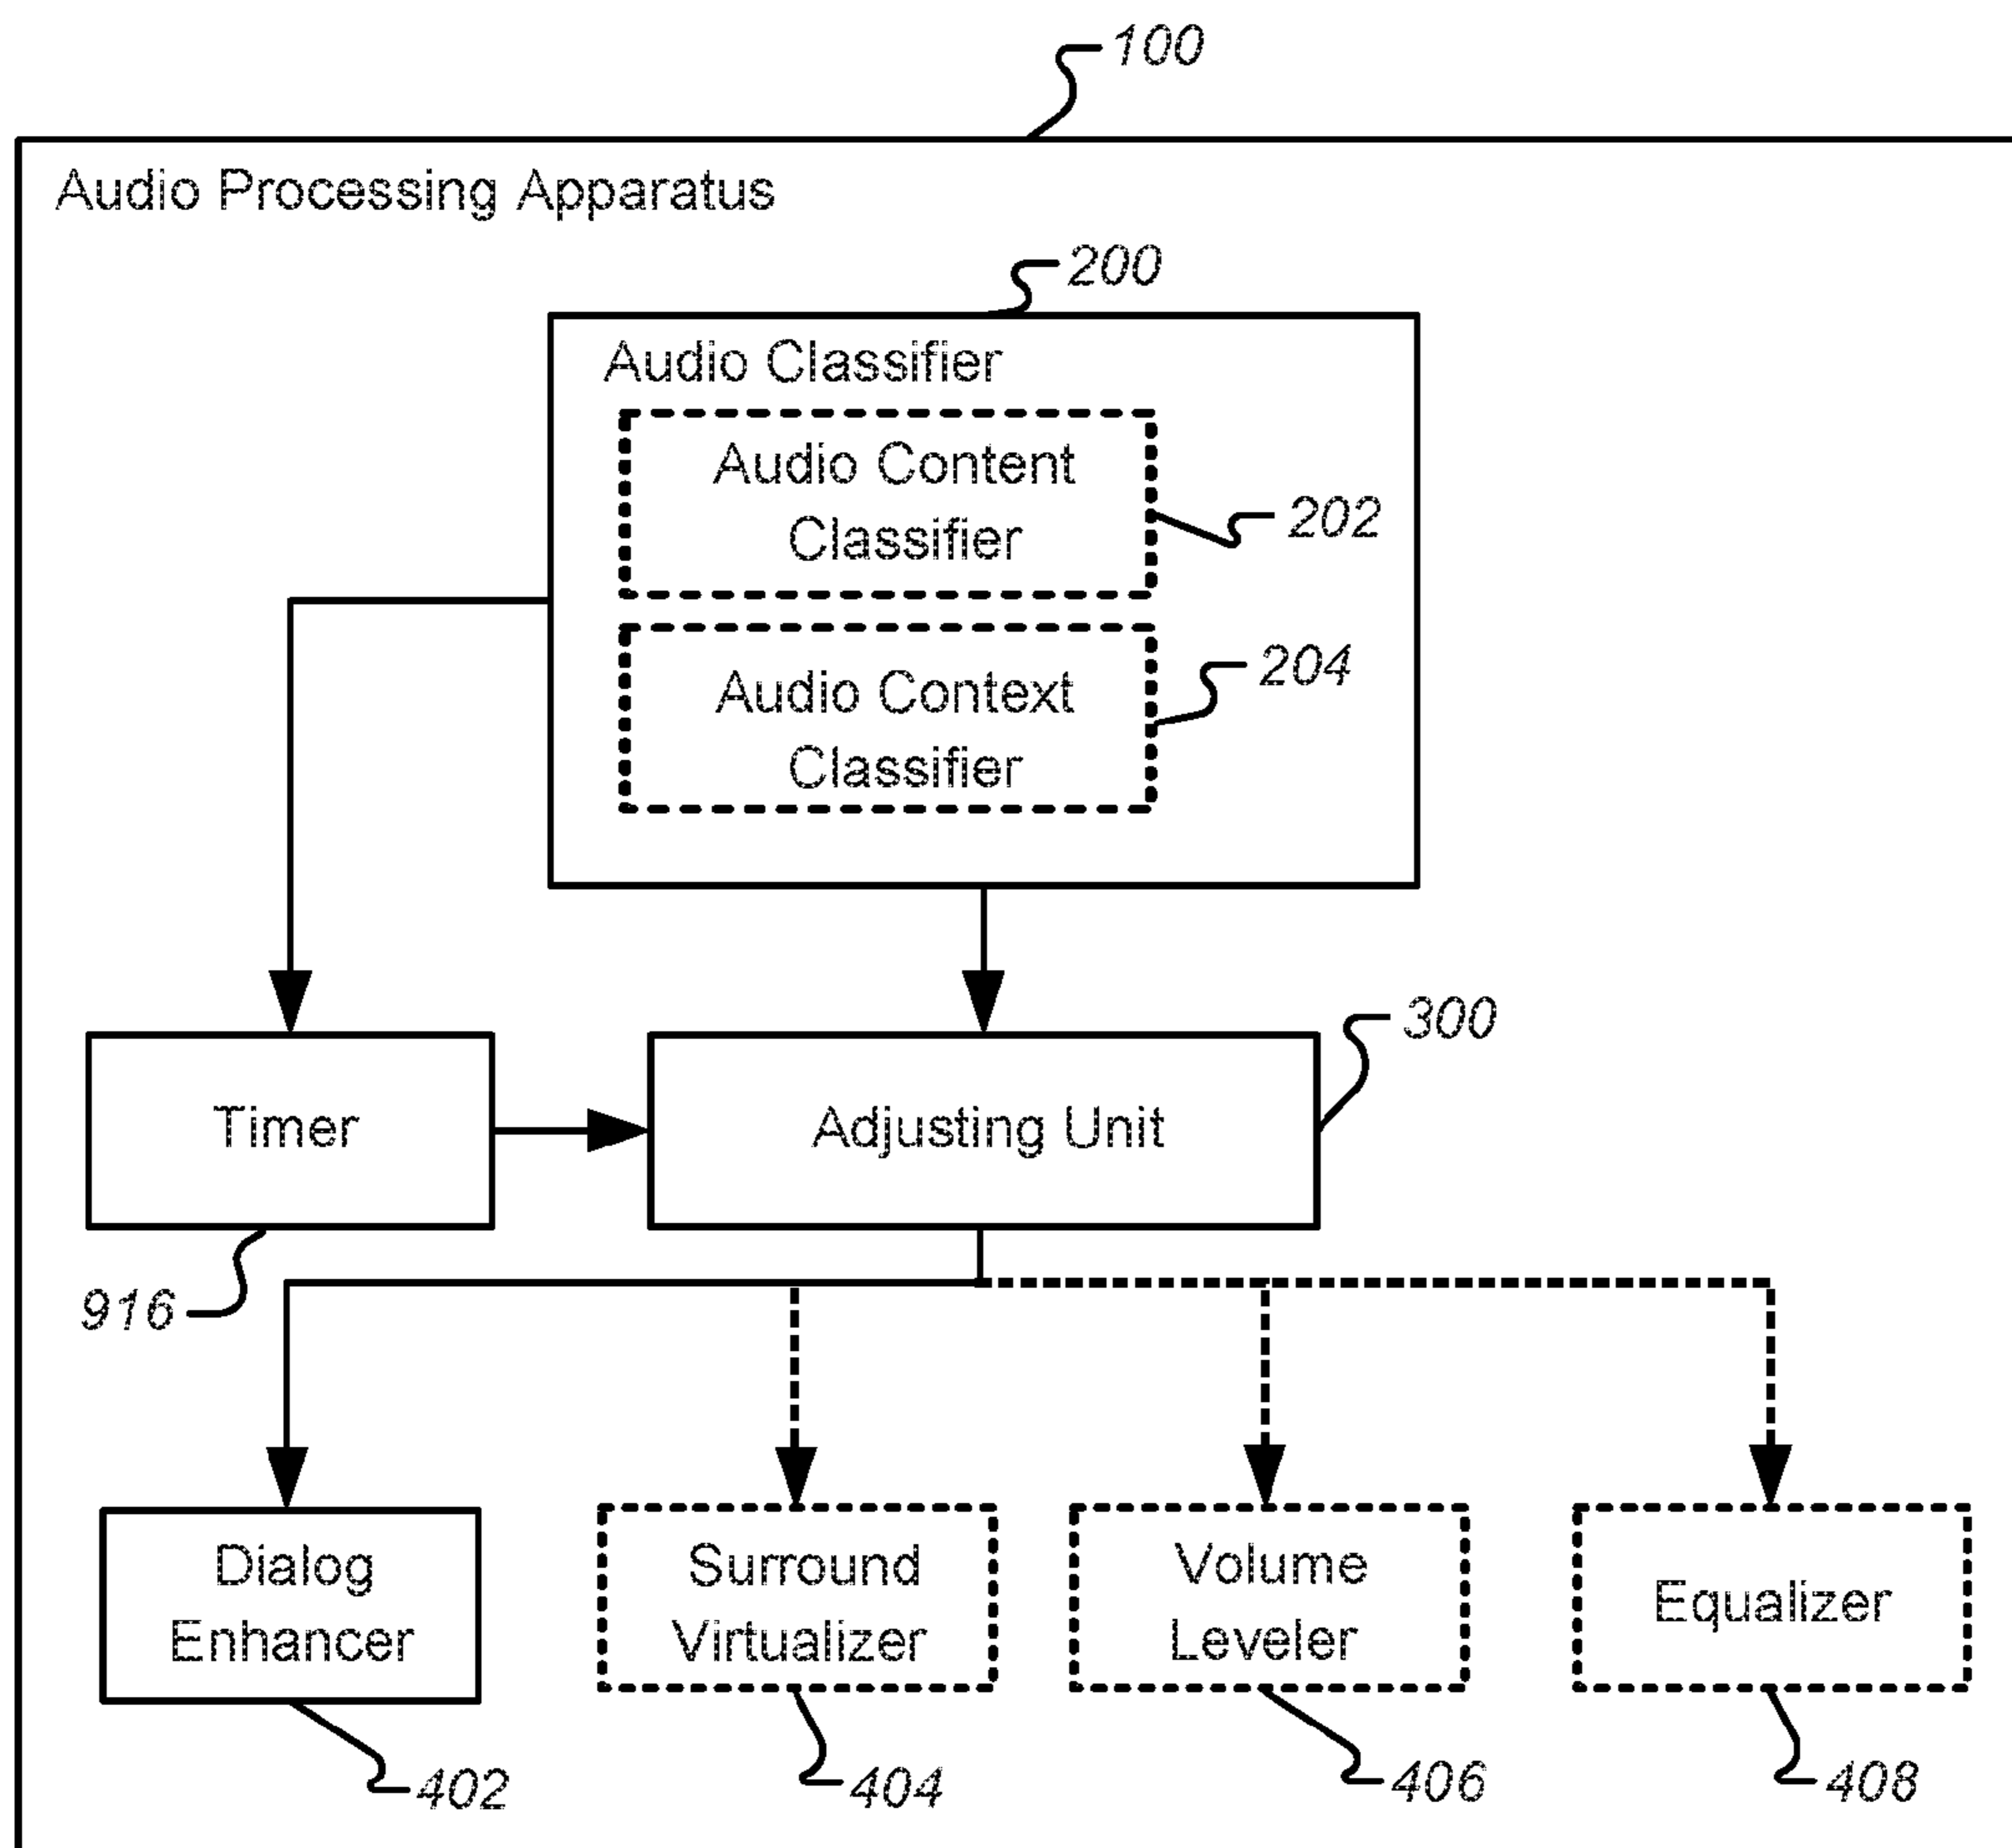 100
Audio Processing Apparatus
200
Audio Classifier
Audio Content
Classifier
202
204
Audio Context
Classifier
300
Timer
Adjusting Unit
916
Dialog
Enhancer
Surround
Virtualizer
Volume
Leveler
Equalizer
402
404
406
408